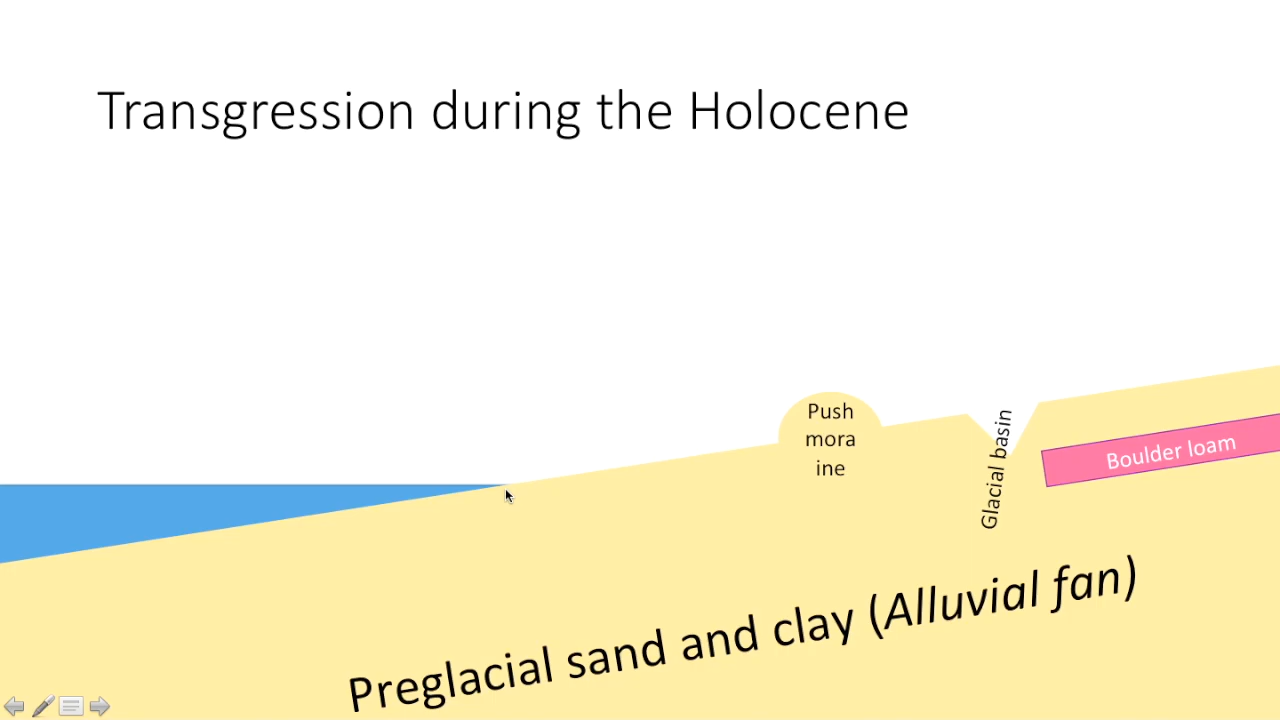 Transgression during the Holocene
Push
mora
ine
Glacial basin
Boulder loam
Preglacial sand and clay (Alluvial fan)